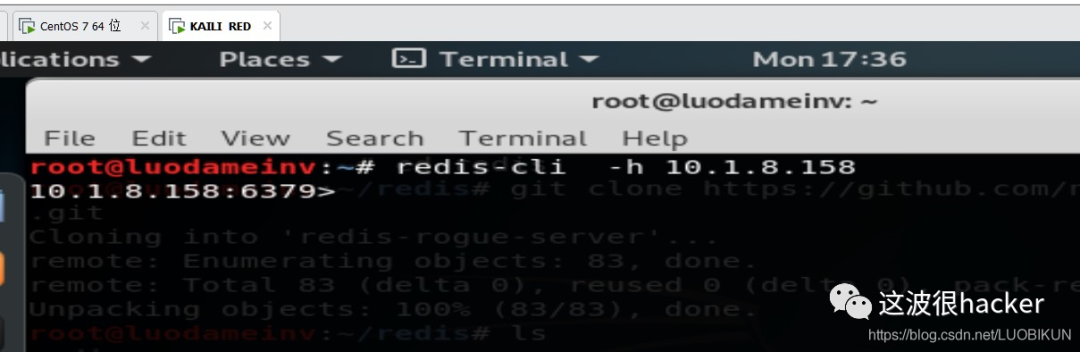 CentOS 7 64 位 × KAILI RED ×
lications Places Terminal Mon 17:36
root@luodameinv: ~
File Edit View Search Terminal Help
root@luodameinv:~# redis-cli -h 10.1.8.158
10.1.8.158:6379> ~/redis# git clone https://github.com/
.git
Cloning into 'redis-rogue-server'...
remote: Enumerating objects: 83, done.
remote: Total 83 (delta 0), reused 0 (delt 0), pack-re
Unpacking objects: 100% (83/83), done.
root@luodameinv:~/redis# ls
这波很hacker
https://blog.csdn.net/LUOBIKUN